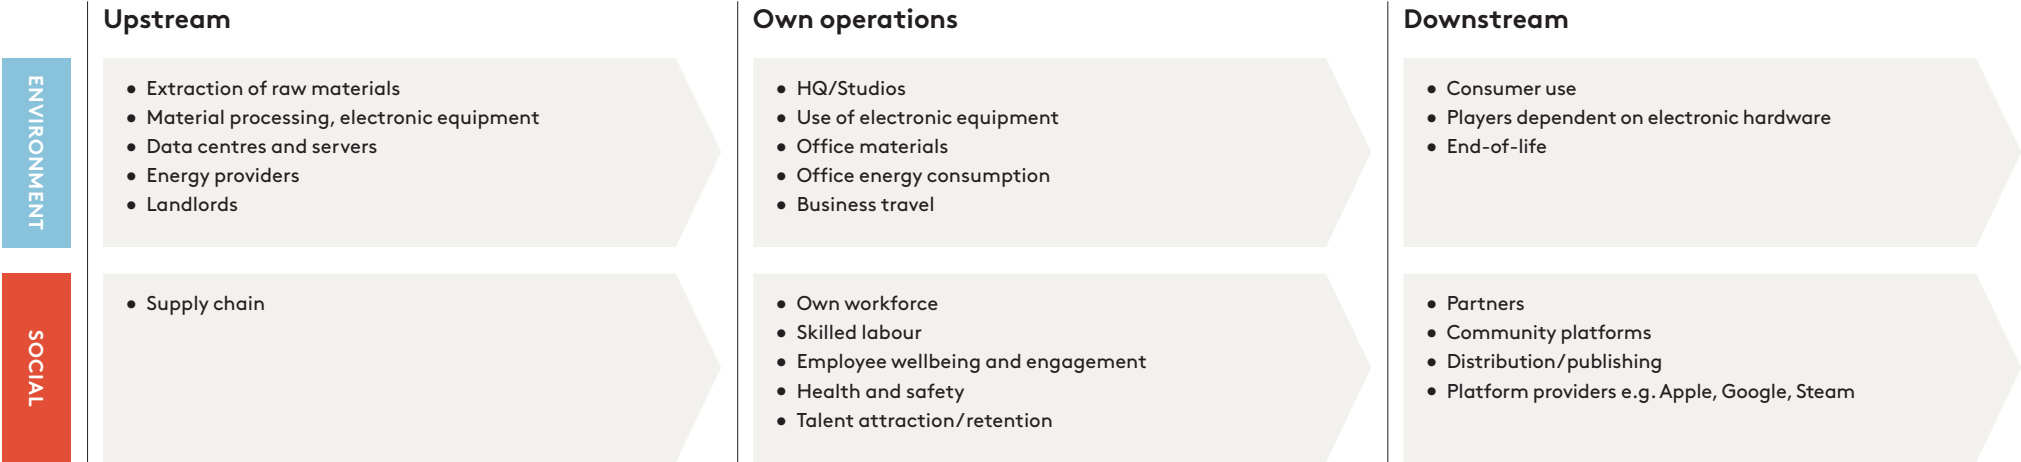 Upstream
Own operations
Downstream
ENVIRONMENT
• Extraction of raw materials
• Material processing, electronic equipment
• Data centres and servers
• Energy providers
• Landlords
• HQ/Studios
• Use of electronic equipment
• Office materials
• Office energy consumption
• Business travel
• Consumer use
• Players dependent on electronic hardware
• End-of-life
SOCIAL
• Supply chain
• Own workforce
• Skilled labour
• Employee wellbeing and engagement
• Health and safety
• Talent attraction/retention
• Partners
• Community platforms
• Distribution/publishing
• Platform providers e.g. Apple, Google, Steam